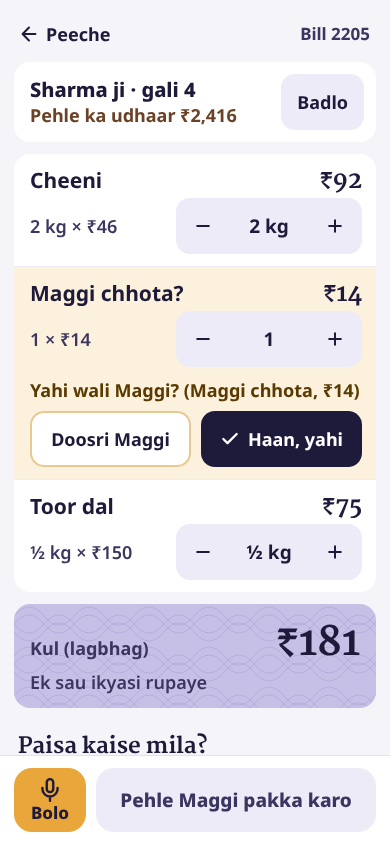 Peeche
Bill 2205
Sharma ji · gali 4
Pehle ka udhaar ₹2,416
Badlo
Cheeni
₹92
2 kg × ₹46
− 2 kg +
Maggi chhota?
₹14
1 × ₹14
− 1 +
Yahi wali Maggi? (Maggi chhota, ₹14)
Doosri Maggi
Haan, yahi
Toor dal
₹75
½ kg × ₹150
− ½ kg +
Kul (lagbhag)
₹181
Ek sau ikyasi rupaye
Paisa kaise mila?
Bolo
Pehle Maggi pakka karo